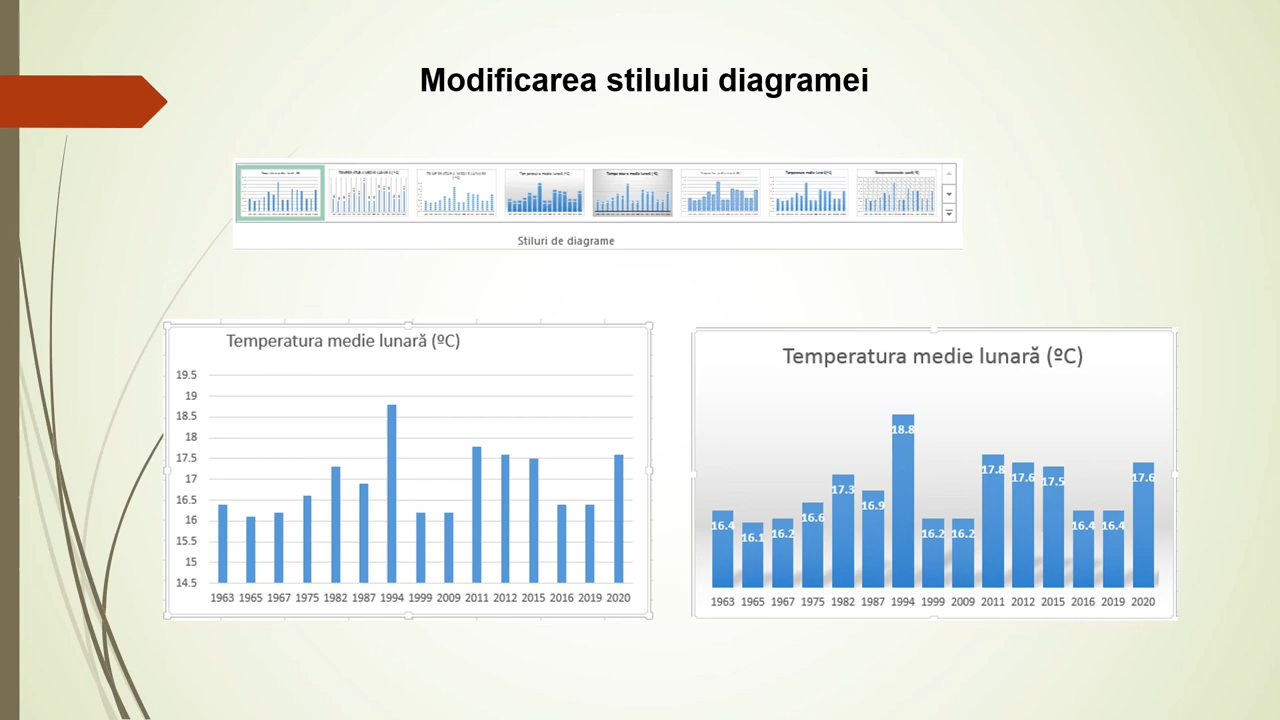 Modificarea stilului diagramei
Stiluri de diagrame
Temperatura medie lunară (ºC)
19.5
19
18.5
18
17.5
17
16.5
16
15.5
15
14.5
1963 1965 1967 1975 1982 1987 1994 1999 2009 2011 2012 2015 2016 2019 2020
Temperatura medie lunară (ºC)
16.4 16.1 16.2 16.6 17.3 16.9 18.8 16.2 16.2 17.8 17.6 17.5 16.4 16.4 17.6
1963 1965 1967 1975 1982 1987 1994 1999 2009 2011 2012 2015 2016 2019 2020